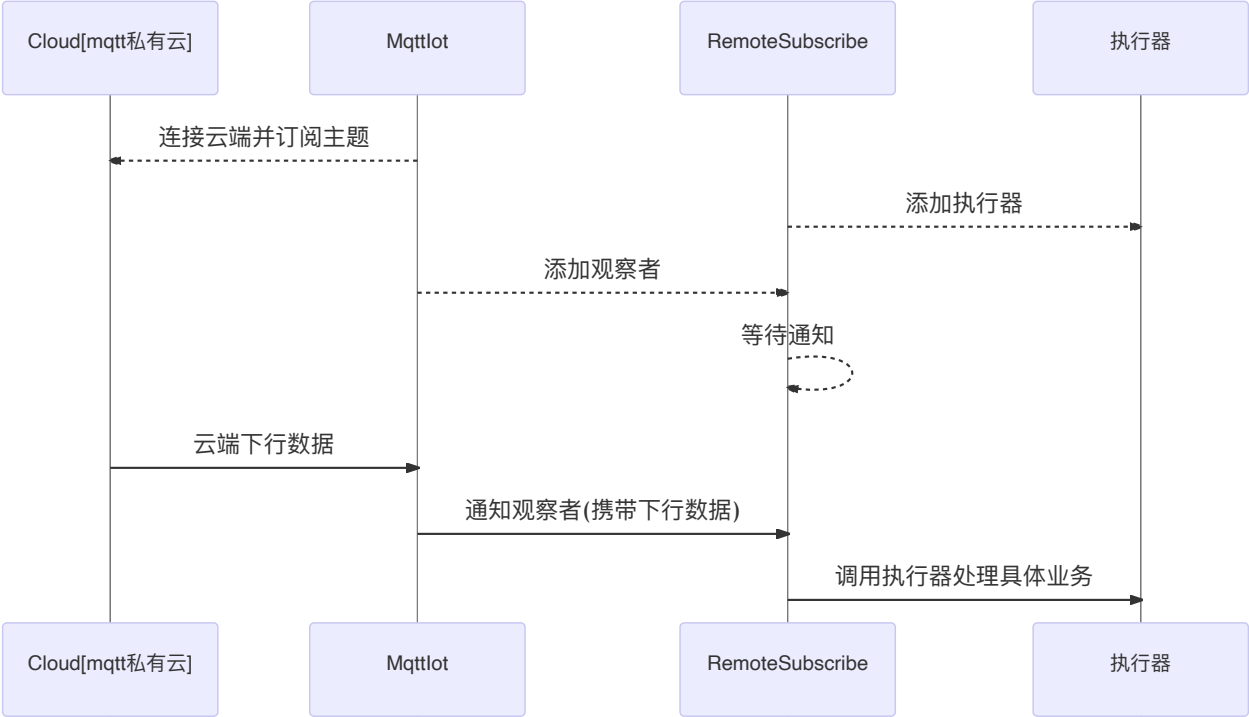 Cloud[mqtt私有云]
MqttIot
RemoteSubscribe
执行器
连接云端并订阅主题
添加执行器
添加观察者
等待通知
云端下行数据
通知观察者(携带下行数据)
调用执行器处理具体业务
Cloud[mqtt私有云]
MqttIot
RemoteSubscribe
执行器